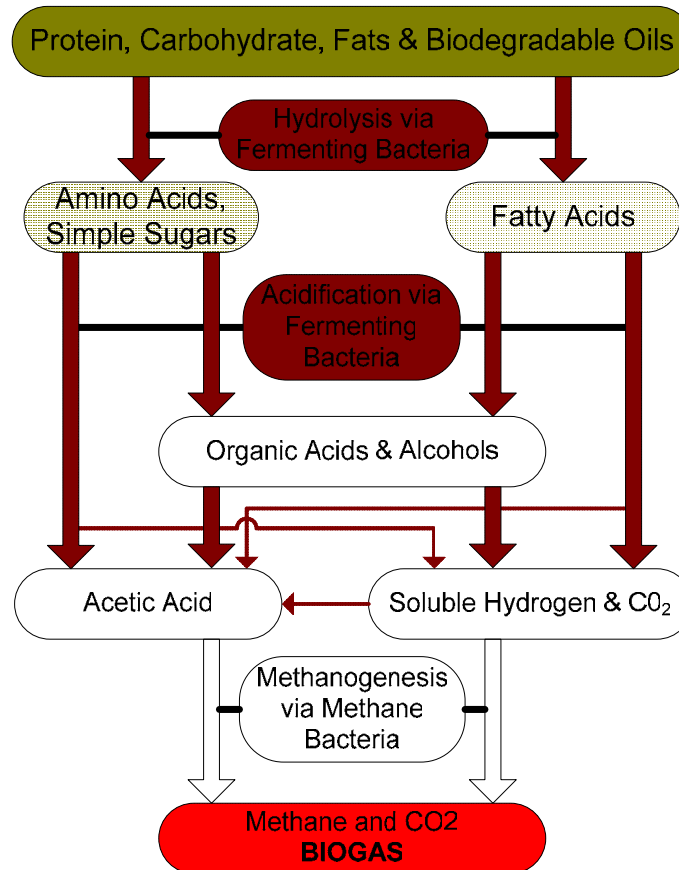 Protein, Carbohydrate, Fats & Biodegradable Oils
Hydrolysis via
Fermenting Bacteria
Amino Acids,
Simple Sugars
Fatty Acids
Acidification via
Fermenting
Bacteria
Organic Acids & Alcohols
Acetic Acid
Soluble Hydrogen & C0₂
Methanogenesis
via Methane
Bacteria
Methane and CO2
BIOGAS